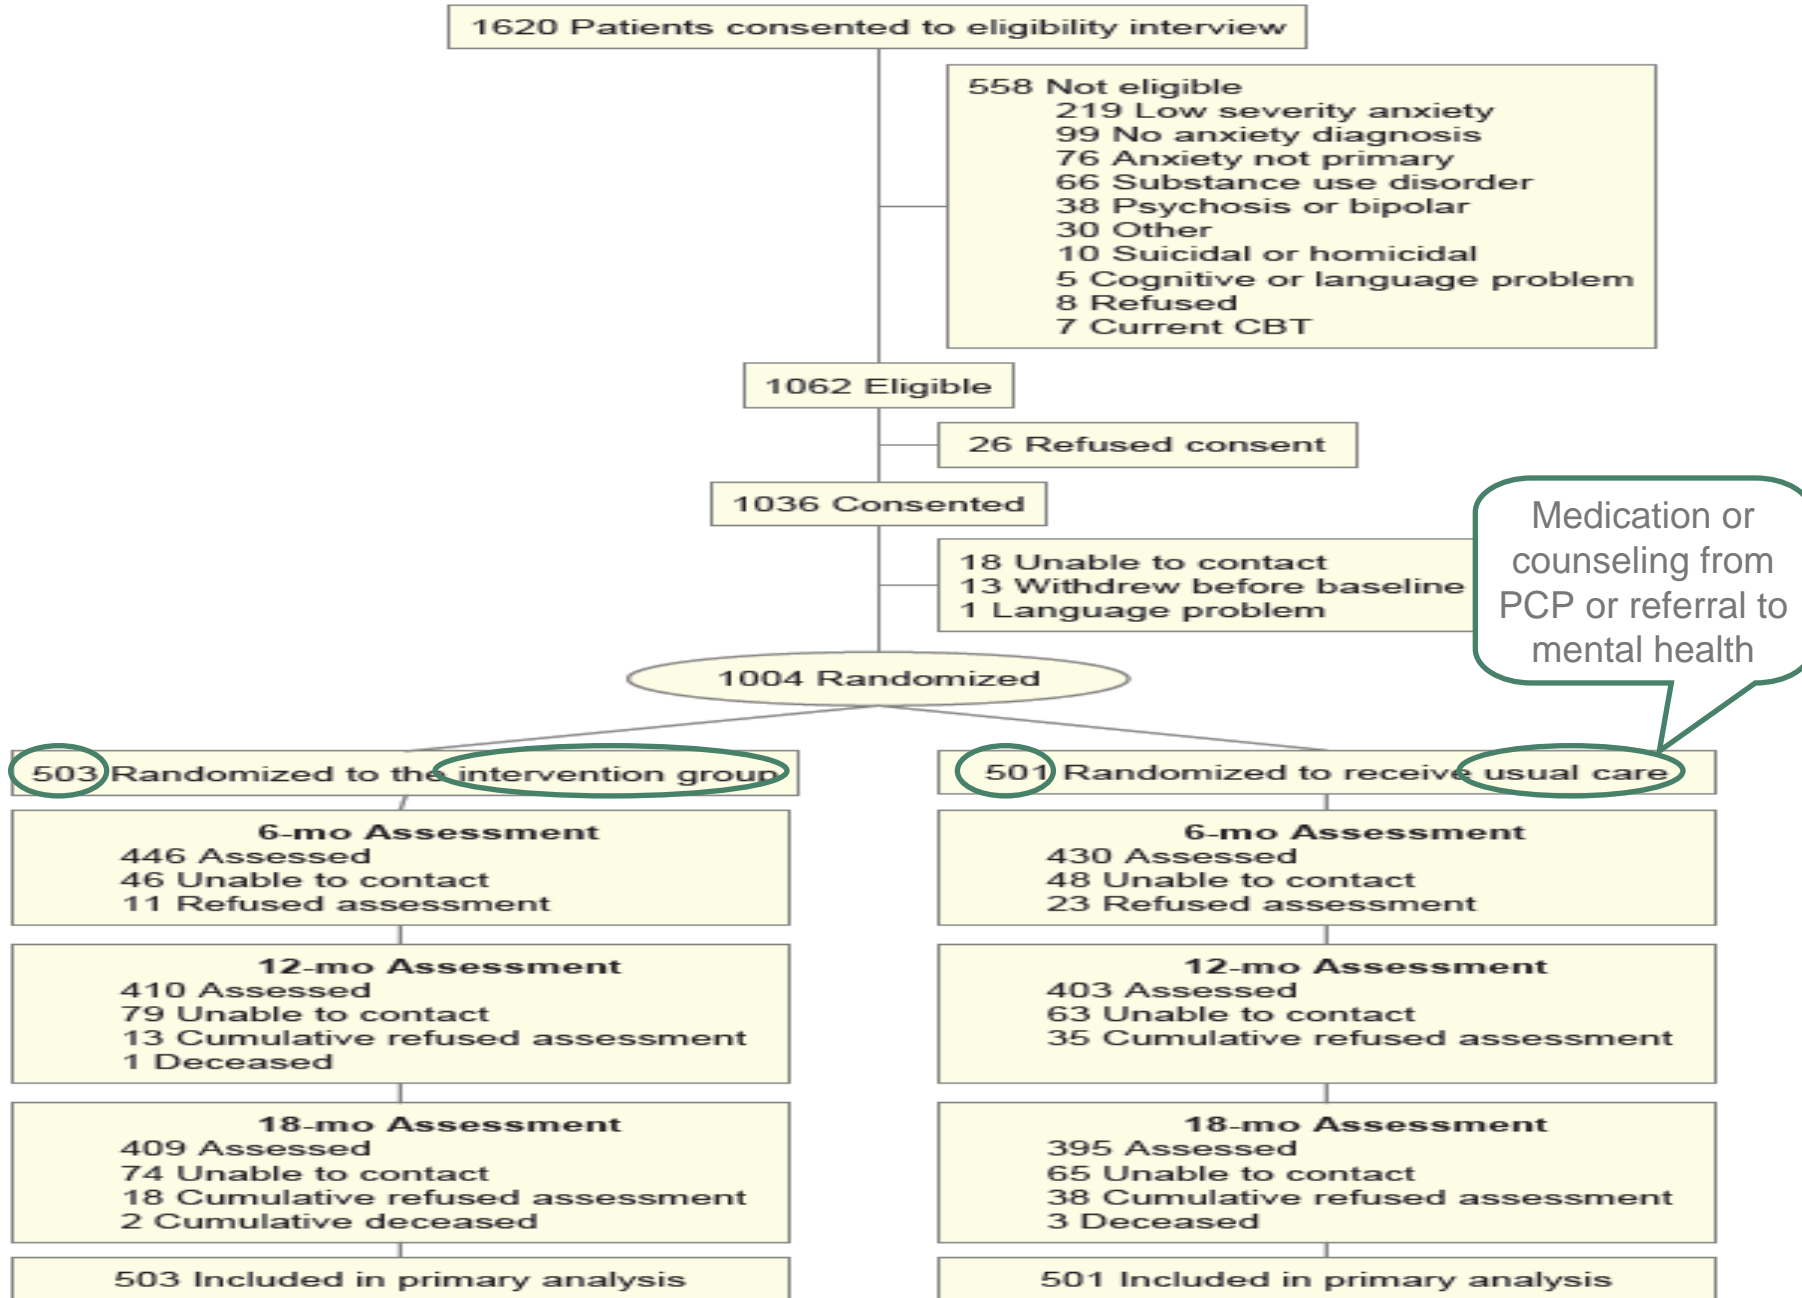 1620 Patients consented to eligibility interview
558 Not eligible
219 Low severity anxiety
99 No anxiety diagnosis
76 Anxiety not primary
66 Substance use disorder
38 Psychosis or bipolar
30 Other
10 Suicidal or homicidal
5 Cognitive or language problem
8 Refused
7 Current CBT
1062 Eligible
26 Refused consent
1036 Consented
18 Unable to contact
13 Withdrew before baseline
1 Language problem
Medication or
counseling from
PCP or referral to
mental health
1004 Randomized
503 Randomized to the intervention group
6-mo Assessment
446 Assessed
46 Unable to contact
11 Refused assessment
12-mo Assessment
410 Assessed
79 Unable to contact
13 Cumulative refused assessment
1 Deceased
18-mo Assessment
409 Assessed
74 Unable to contact
18 Cumulative refused assessment
2 Cumulative deceased
503 Included in primary analysis
501 Randomized to receive usual care
6-mo Assessment
430 Assessed
48 Unable to contact
23 Refused assessment
12-mo Assessment
403 Assessed
63 Unable to contact
35 Cumulative refused assessment
18-mo Assessment
395 Assessed
65 Unable to contact
38 Cumulative refused assessment
3 Deceased
501 Included in primary analysis